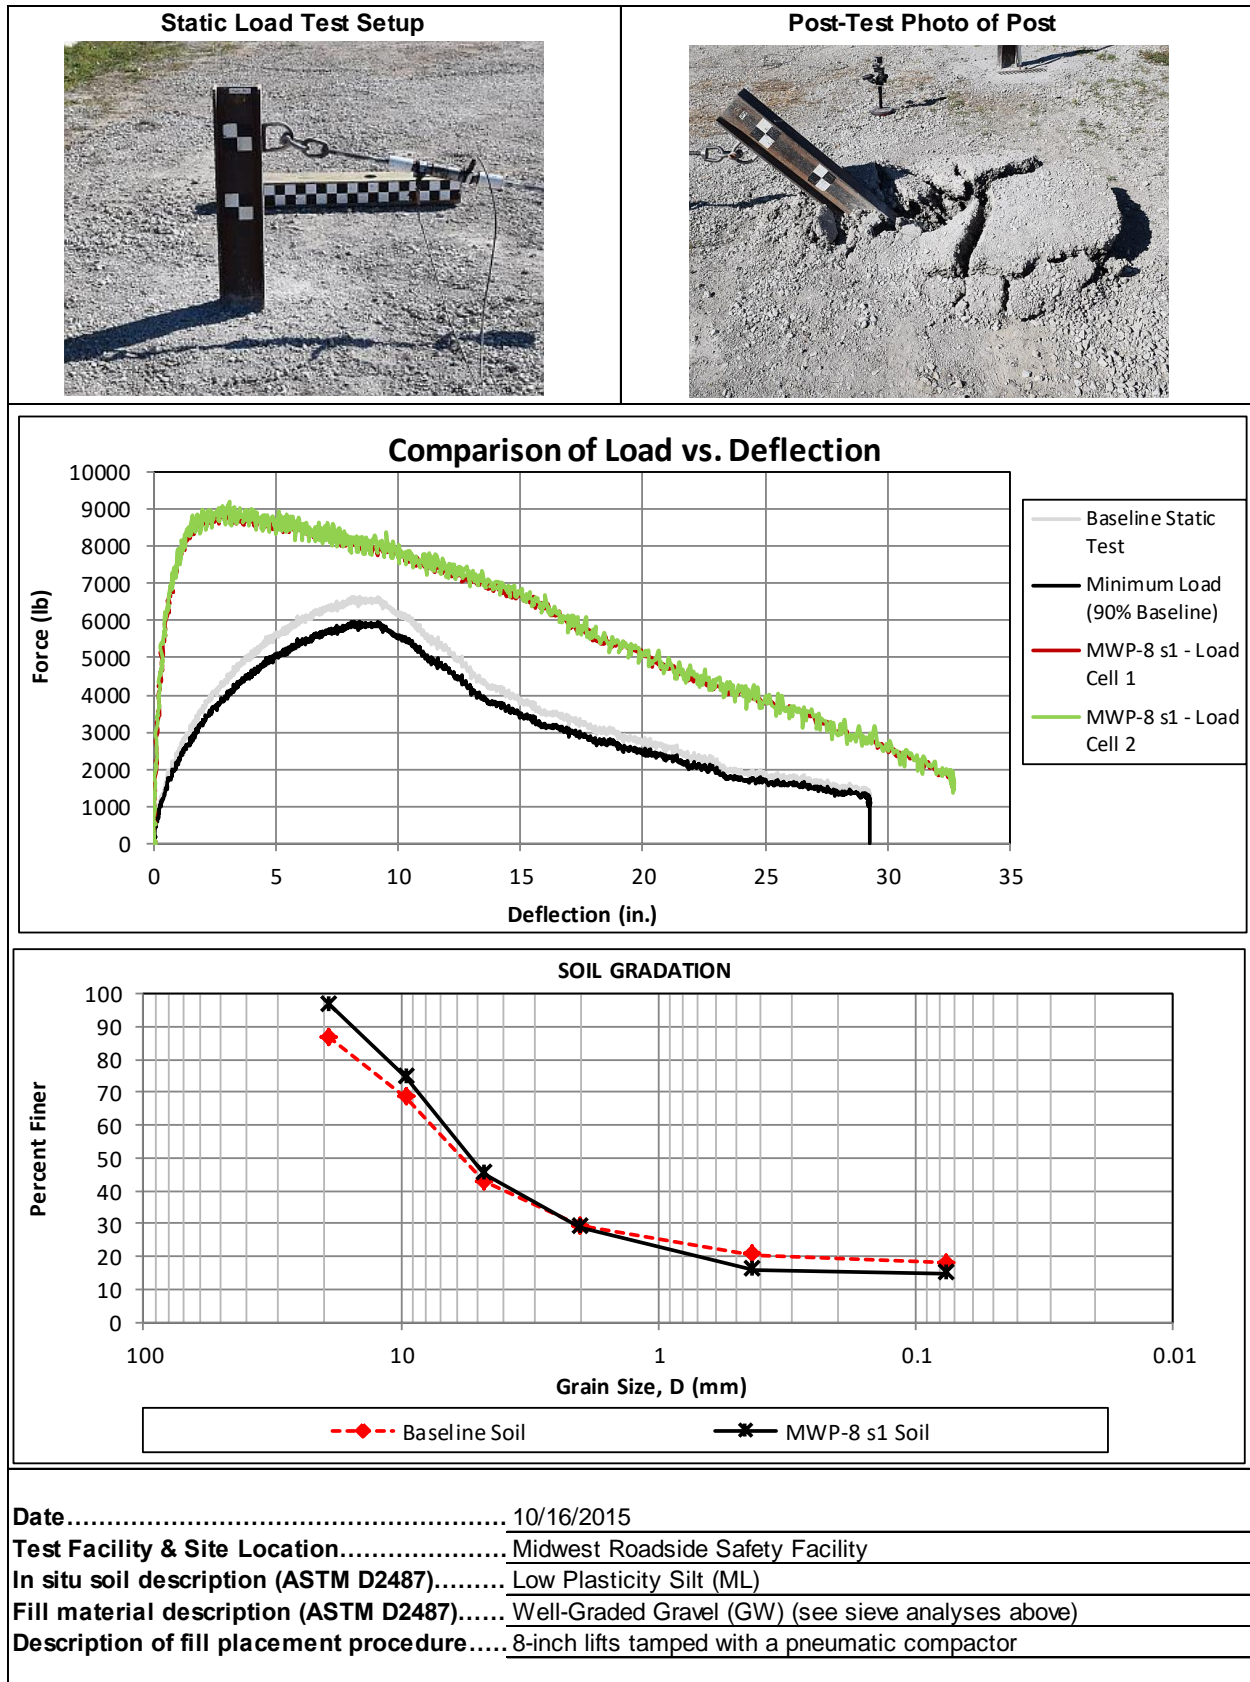 Static Load Test Setup
Post-Test Photo of Post
Comparison of Load vs. Deflection
10000
9000
8000
7000
6000
5000
4000
3000
2000
1000
0
Force (lb)
0 5 10 15 20 25 30 35
Deflection (in.)
Baseline Static
Test
Minimum Load
(90% Baseline)
MWP-8 s1 - Load
Cell 1
MWP-8 s1 - Load
Cell 2
SOIL GRADATION
100
90
80
70
60
50
40
30
20
10
0
Percent Finer
100 10 1 0.1 0.01
Grain Size, D (mm)
Baseline Soil MWP-8 s1 Soil
Date.................................................... 10/16/2015
Test Facility & Site Location.................... Midwest Roadside Safety Facility
In situ soil description (ASTM D2487)......... Low Plasticity Silt (ML)
Fill material description (ASTM D2487)...... Well-Graded Gravel (GW) (see sieve analyses above)
Description of fill placement procedure..... 8-inch lifts tamped with a pneumatic compactor